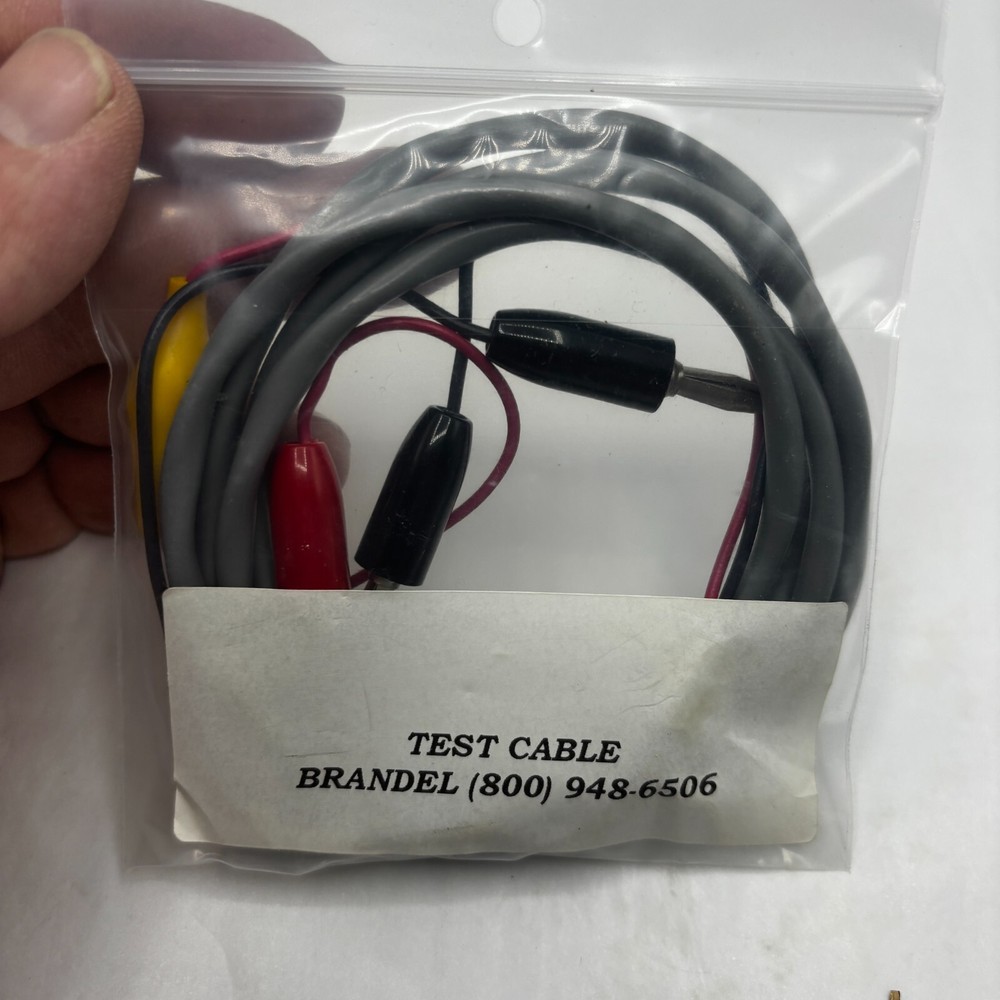 TEST CABLE
BRANDEL (800) 948-6506